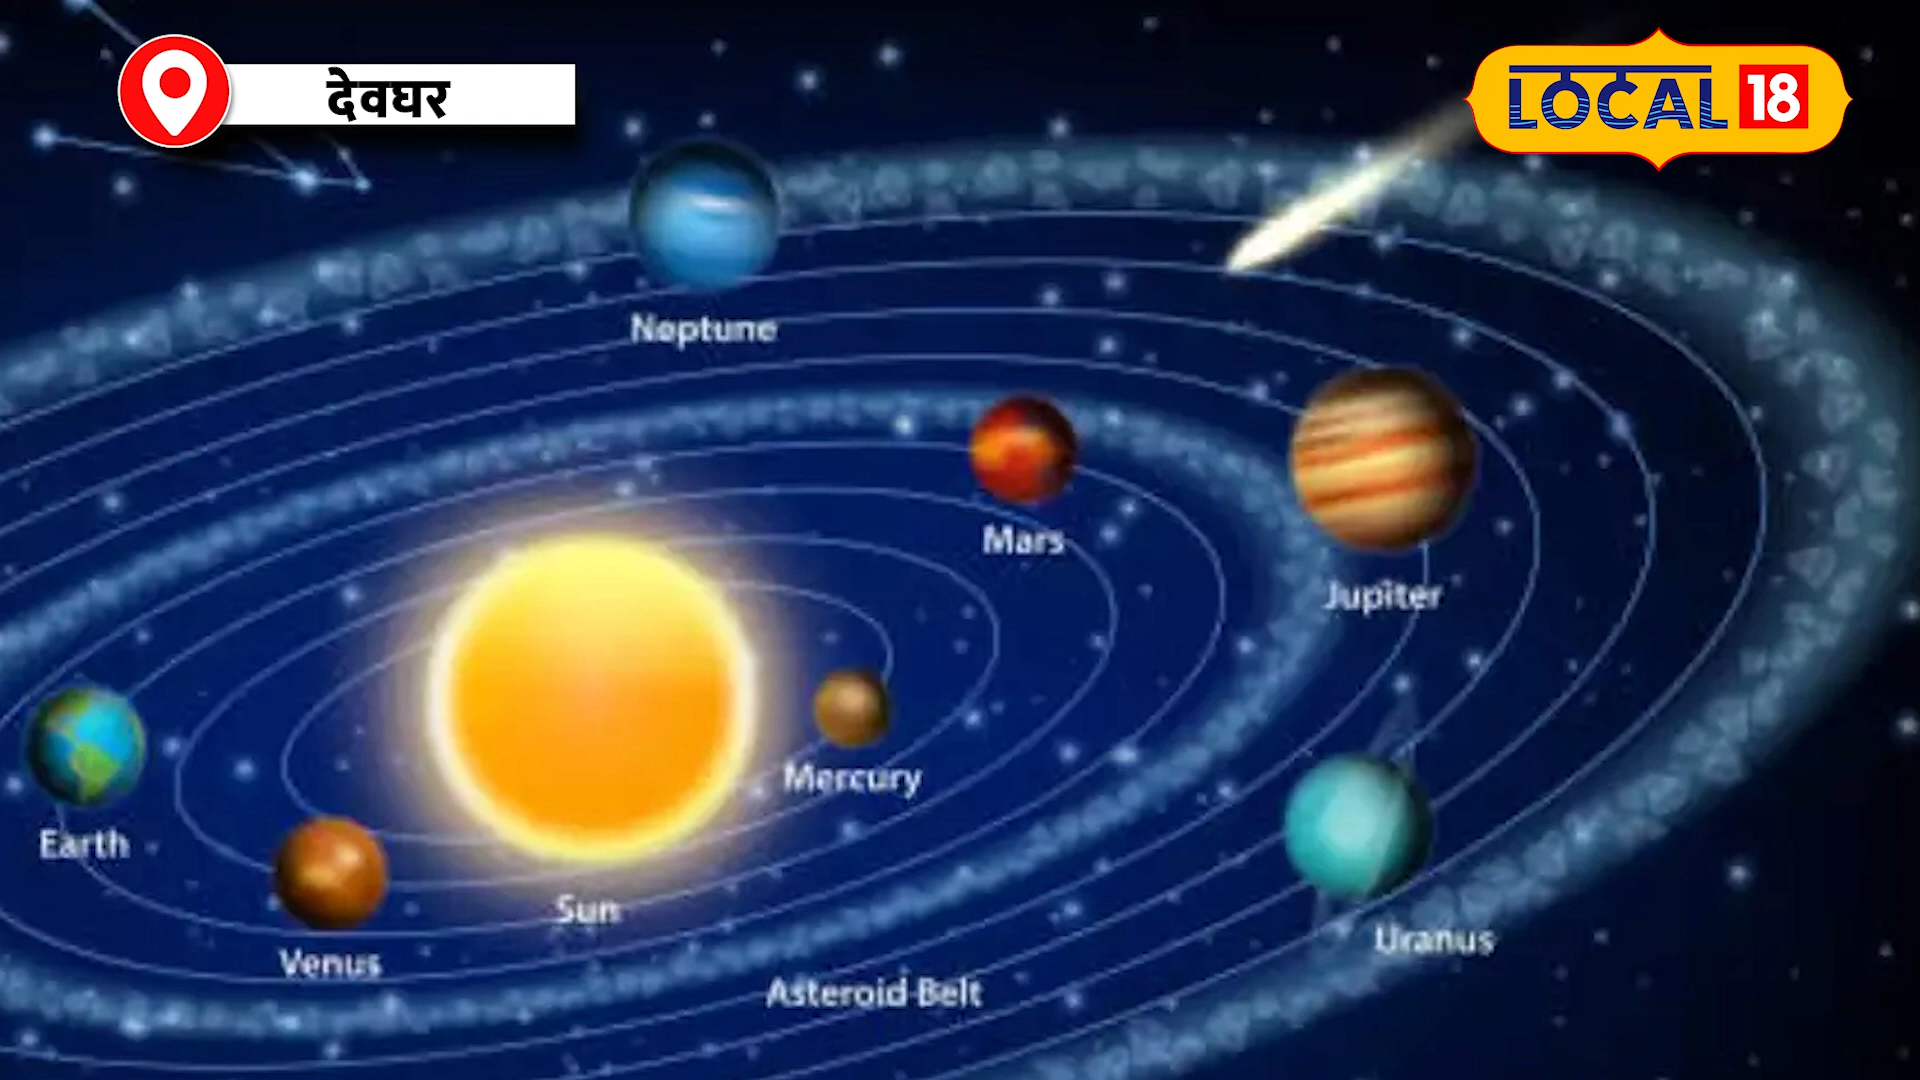 देवघर
LOCAL 18
Neptune
Mars
Jupiter
Mercury
Earth
Sun
Venus
Uranus
Asteroid Belt